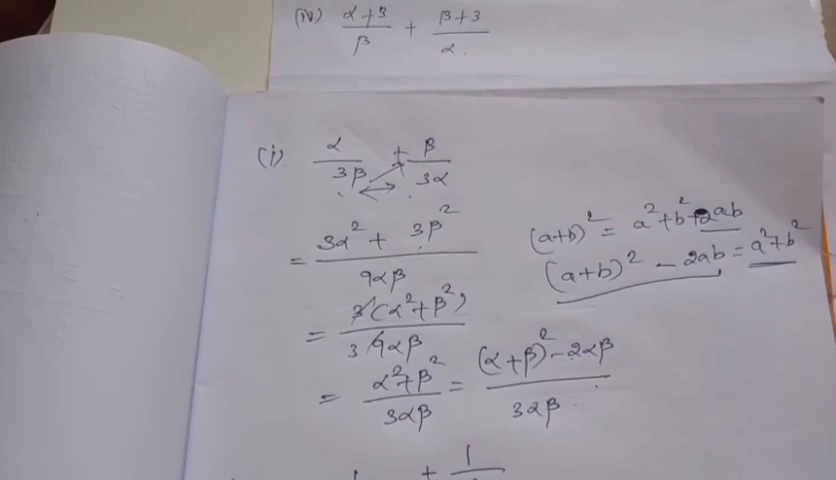 (iv) (α+3)/β + (β+3)/α
(i) α/3β + β/3α
= (3α² + 3β²)/9αβ
(a+b)² = a²+b²+2ab
(a+b)² - 2ab = a²+b²
= 3(α²+β²)/3 9αβ
= (α²+β²)/3αβ = ((α+β)²-2αβ)/3αβ
1 + 1